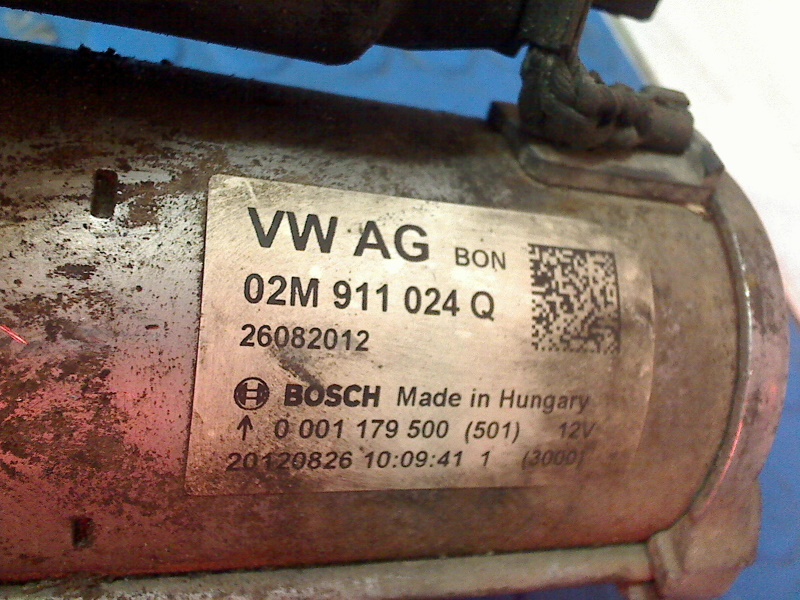 VW AG BON
02M 911 024 Q
26082012
BOSCH Made in Hungary
↑ 0 001 179 500 (501) 12V
20120826 10:09:41 1 (3000)